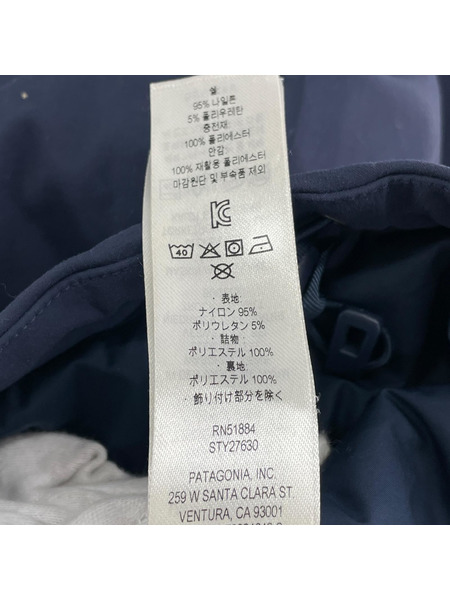 쉘:
95% 나일론
5% 폴리우레탄
충전재:
100% 폴리에스터
안감:
100% 재활용 폴리에스터
마감원단 및 부속품 제외
KC
40
・表地:
ナイロン 95%
ポリウレタン 5%
・詰物:
ポリエステル 100%
・裏地:
ポリエステル 100%
・飾り付け部分を除く
RN51884
STY27630
PATAGONIA, INC.
259 W SANTA CLARA ST.
VENTURA, CA 93001